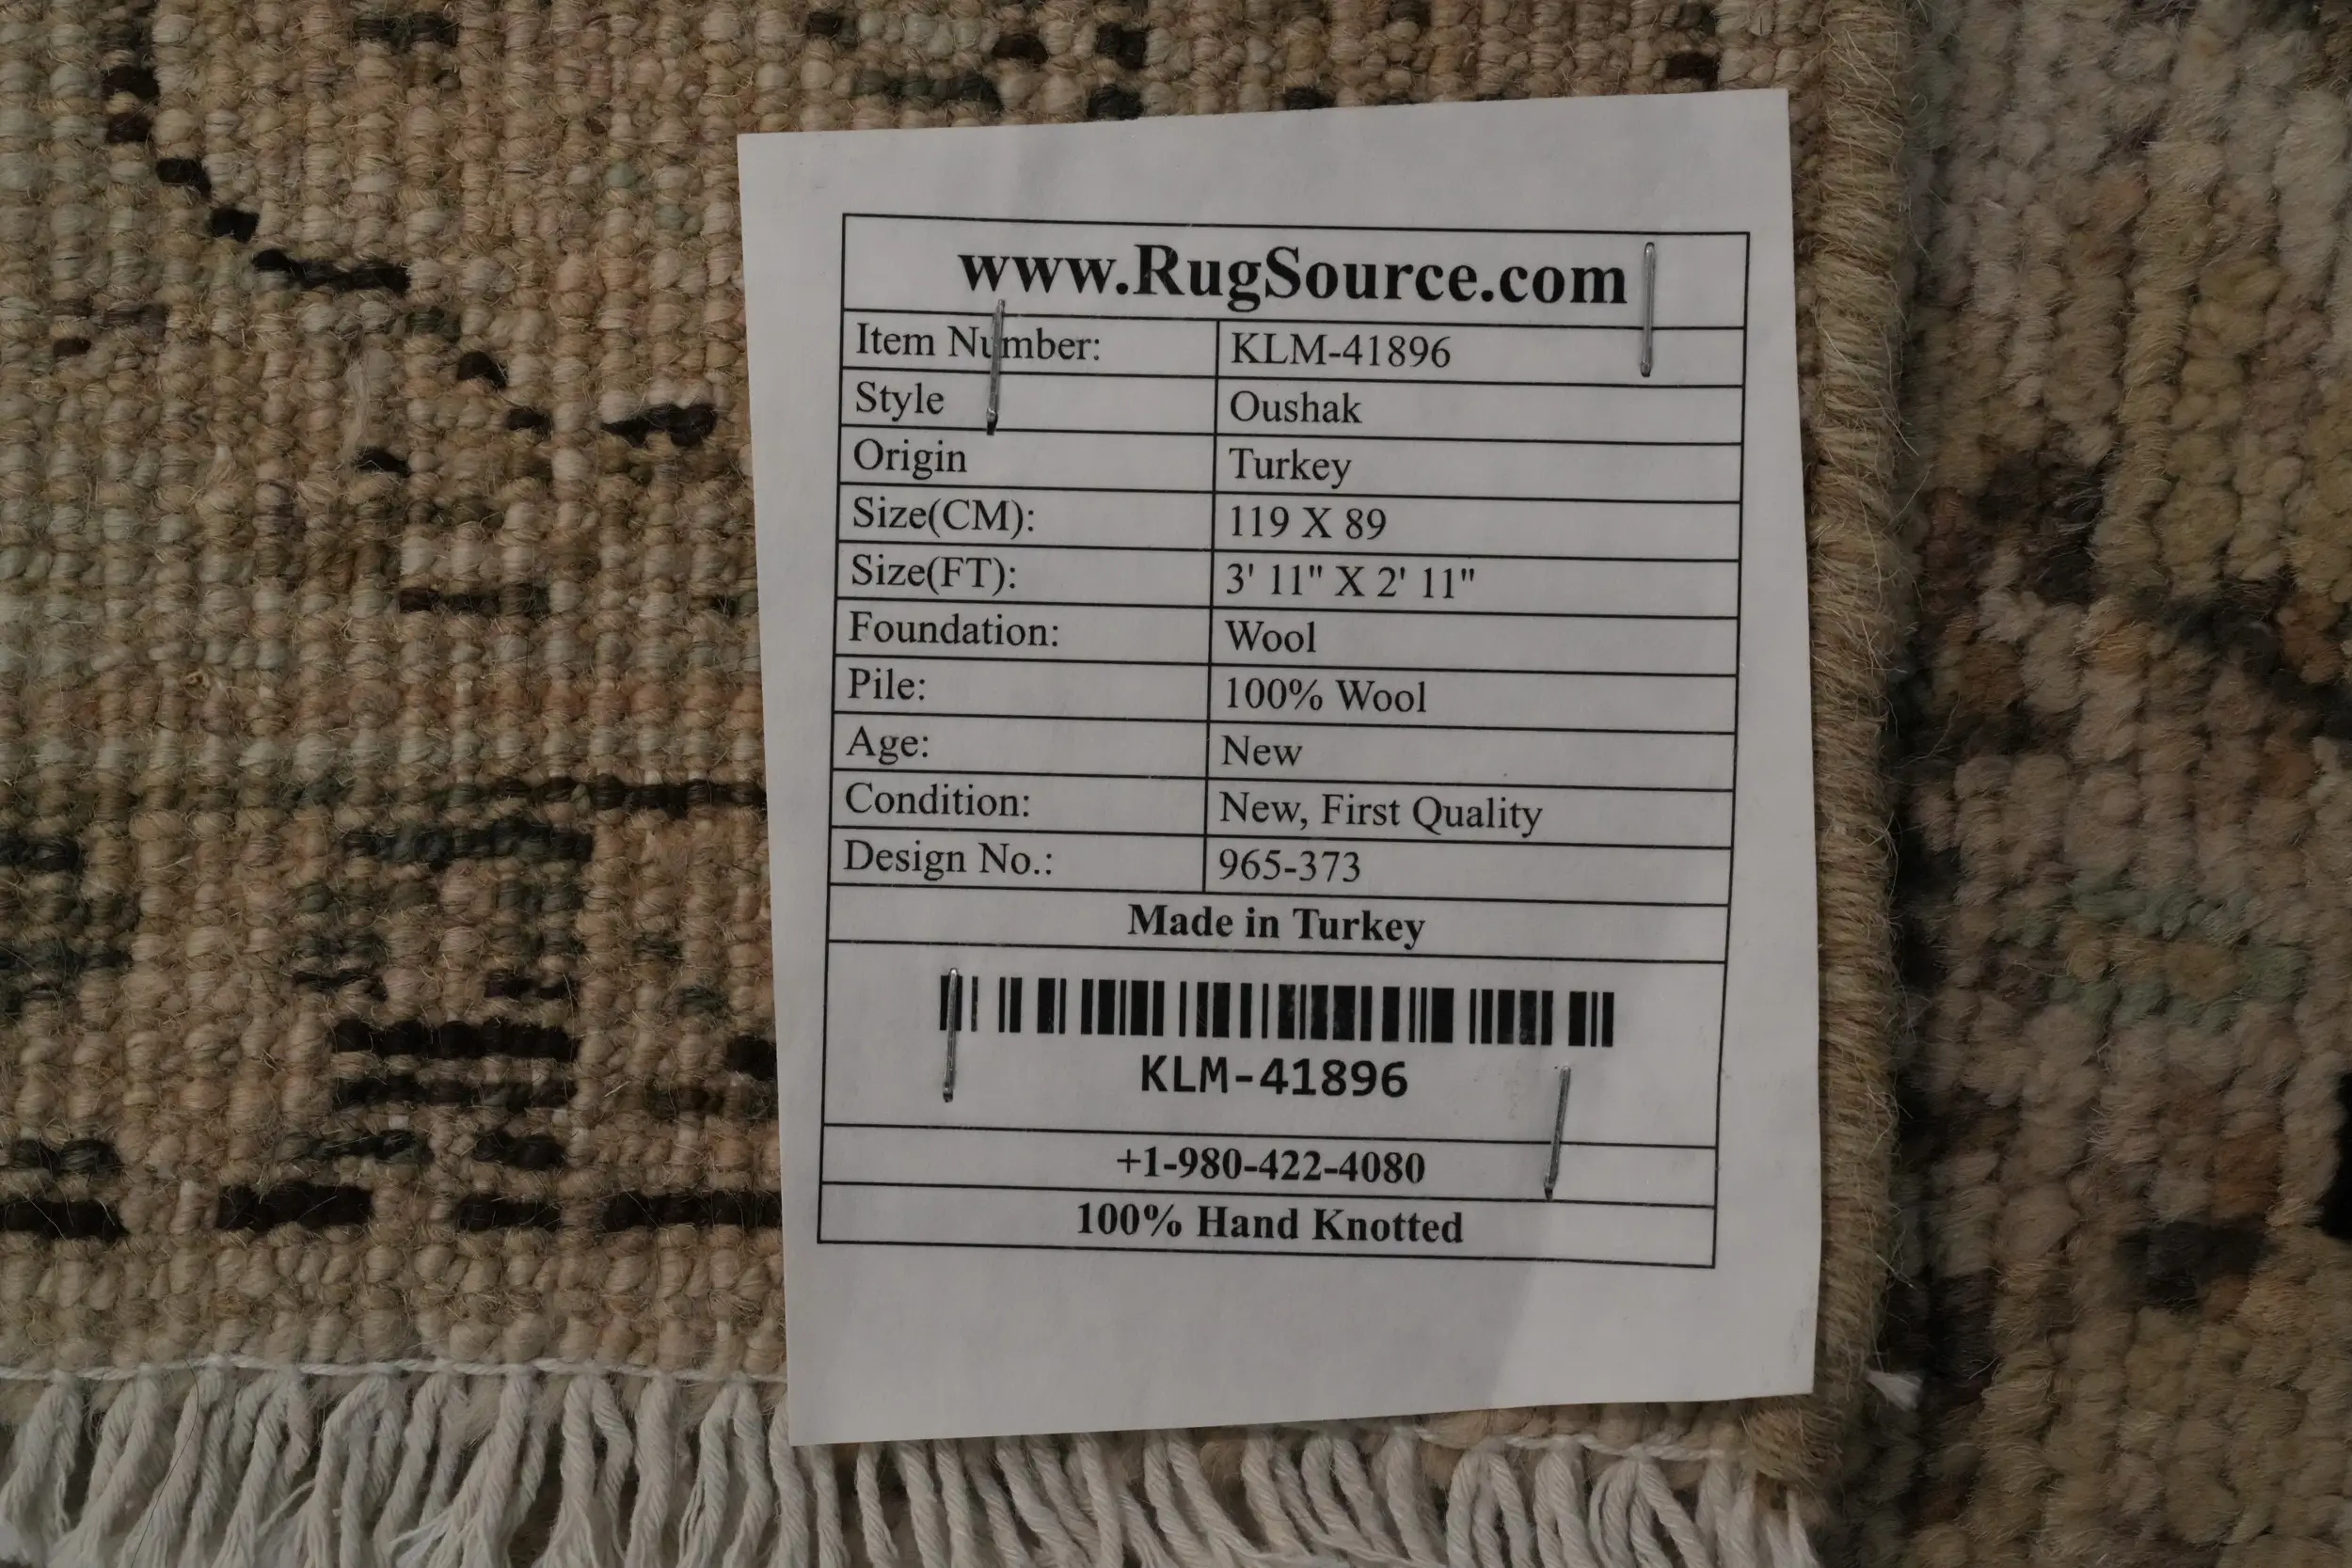 www.RugSource.com
Item Number: KLM-41896
Style Oushak
Origin Turkey
Size(CM): 119 X 89
Size(FT): 3' 11" X 2' 11"
Foundation: Wool
Pile: 100% Wool
Age: New
Condition: New, First Quality
Design No.: 965-373
Made in Turkey
KLM-41896
+1-980-422-4080
100% Hand Knotted